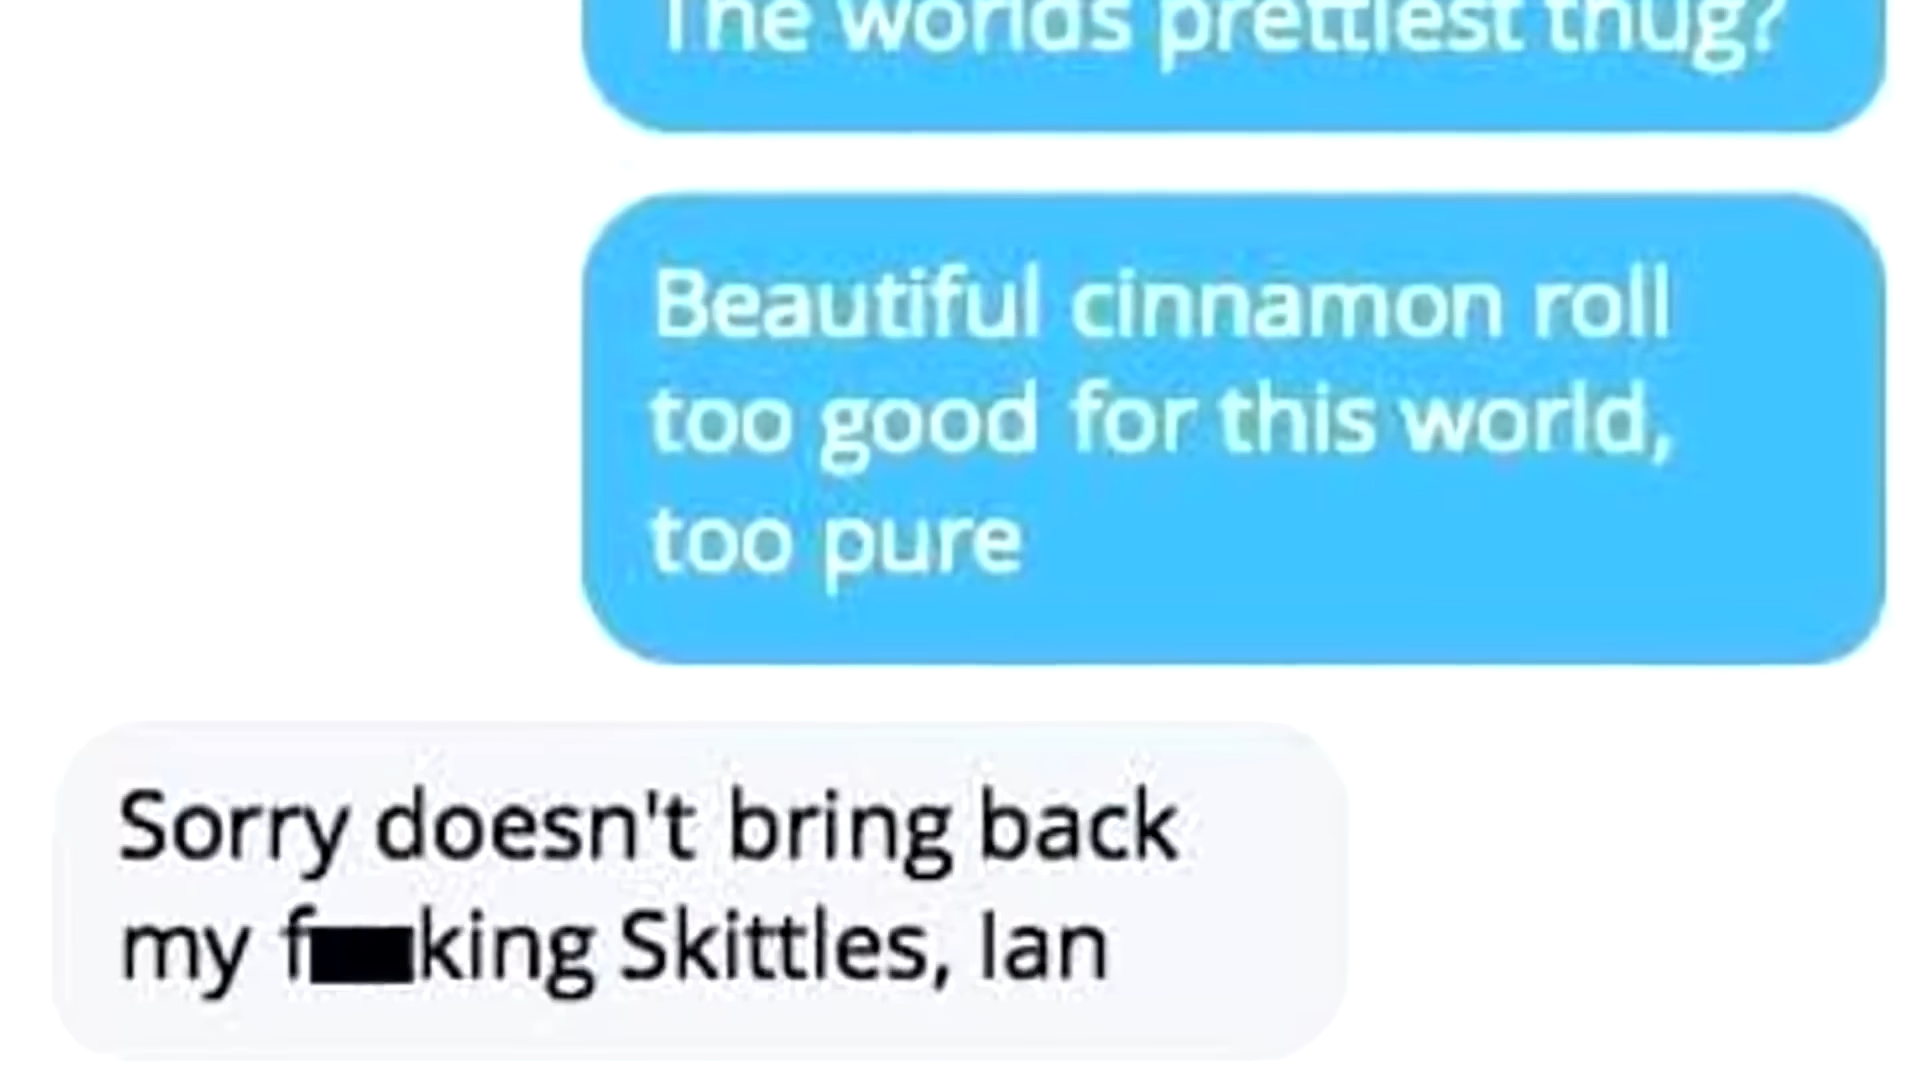 The worlds prettiest thug?
Beautiful cinnamon roll
too good for this world,
too pure
Sorry doesn't bring back
my f██king Skittles, Ian